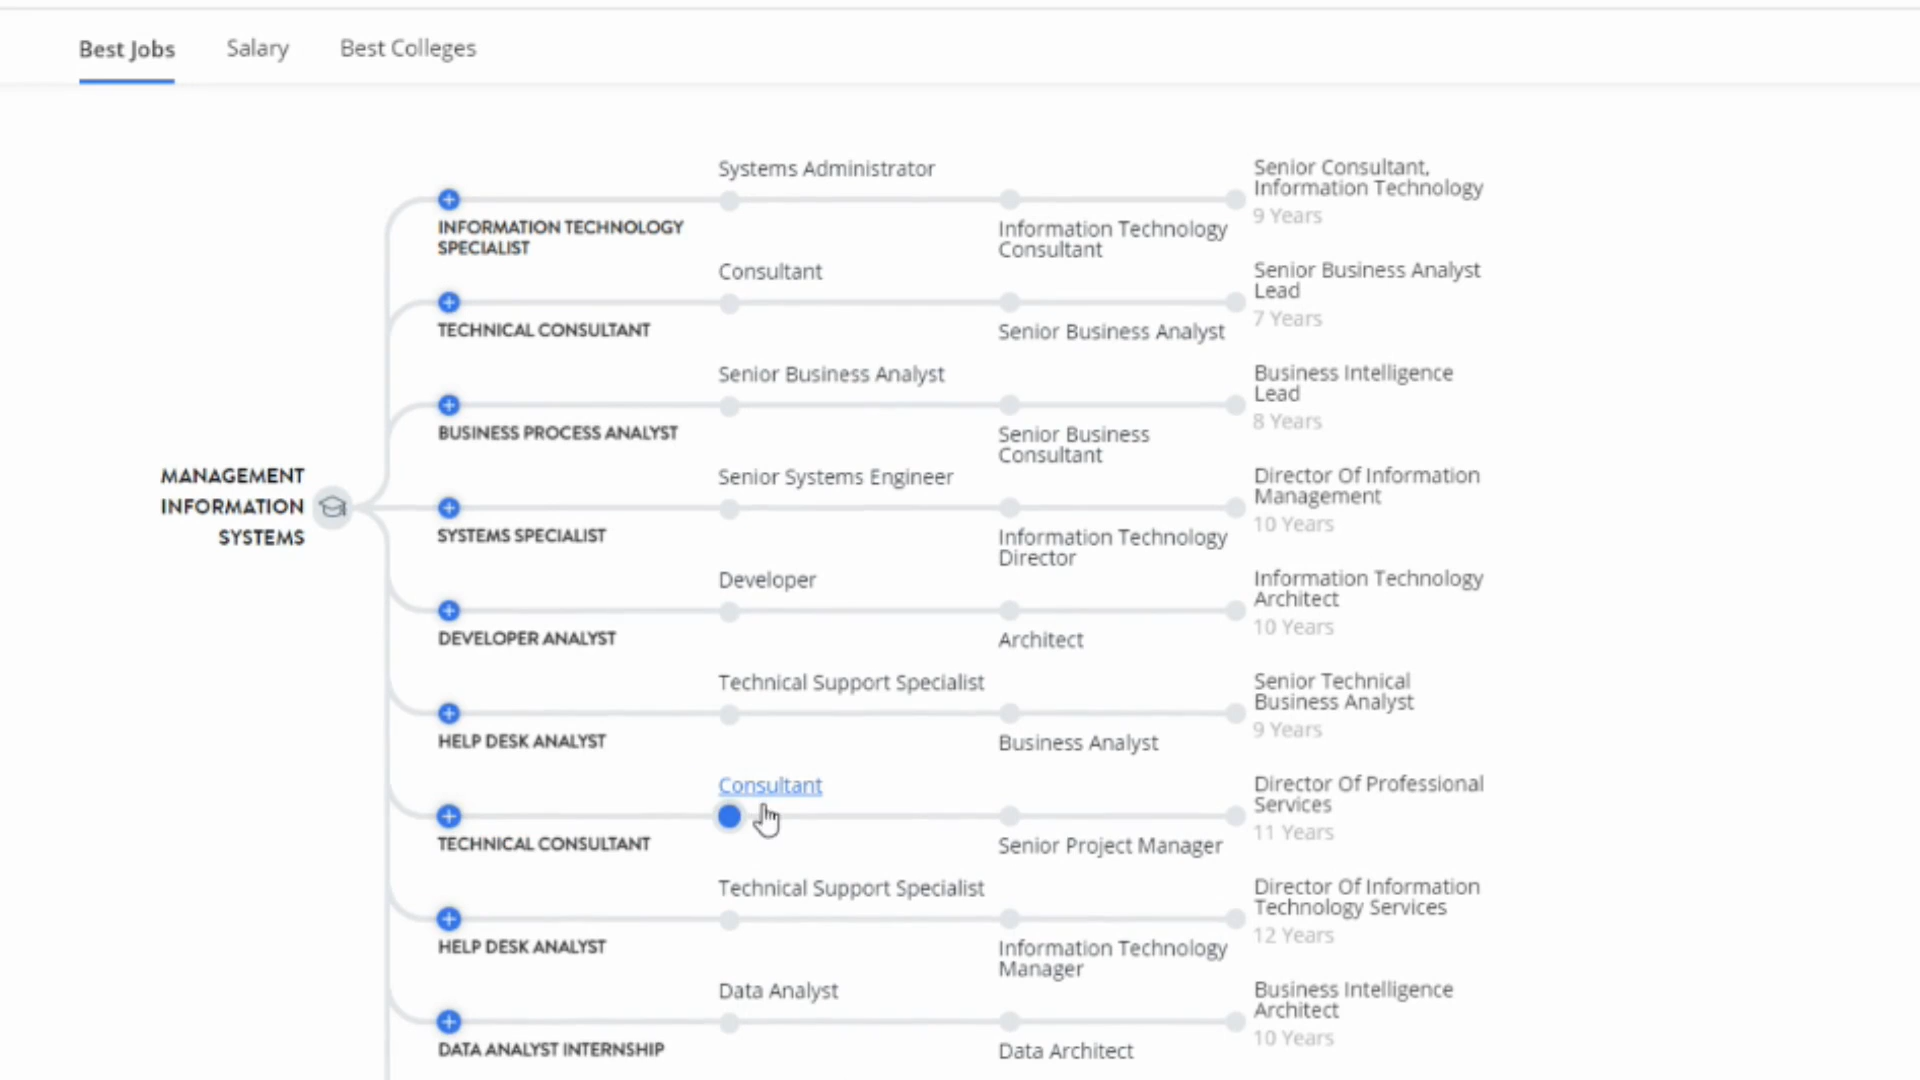 Best Jobs
Salary
Best Colleges
MANAGEMENT
INFORMATION
SYSTEMS
INFORMATION TECHNOLOGY
SPECIALIST
Systems Administrator
Information Technology
Consultant
Senior Consultant,
Information Technology
9 Years
TECHNICAL CONSULTANT
Consultant
Senior Business Analyst
Senior Business Analyst
Lead
7 Years
BUSINESS PROCESS ANALYST
Senior Business Analyst
Senior Business
Consultant
Business Intelligence
Lead
8 Years
SYSTEMS SPECIALIST
Senior Systems Engineer
Information Technology
Director
Director Of Information
Management
10 Years
DEVELOPER ANALYST
Developer
Architect
Information Technology
Architect
10 Years
HELP DESK ANALYST
Technical Support Specialist
Business Analyst
Senior Technical
Business Analyst
9 Years
TECHNICAL CONSULTANT
Consultant
Senior Project Manager
Director Of Professional
Services
11 Years
HELP DESK ANALYST
Technical Support Specialist
Information Technology
Manager
Director Of Information
Technology Services
12 Years
DATA ANALYST INTERNSHIP
Data Analyst
Data Architect
Business Intelligence
Architect
10 Years